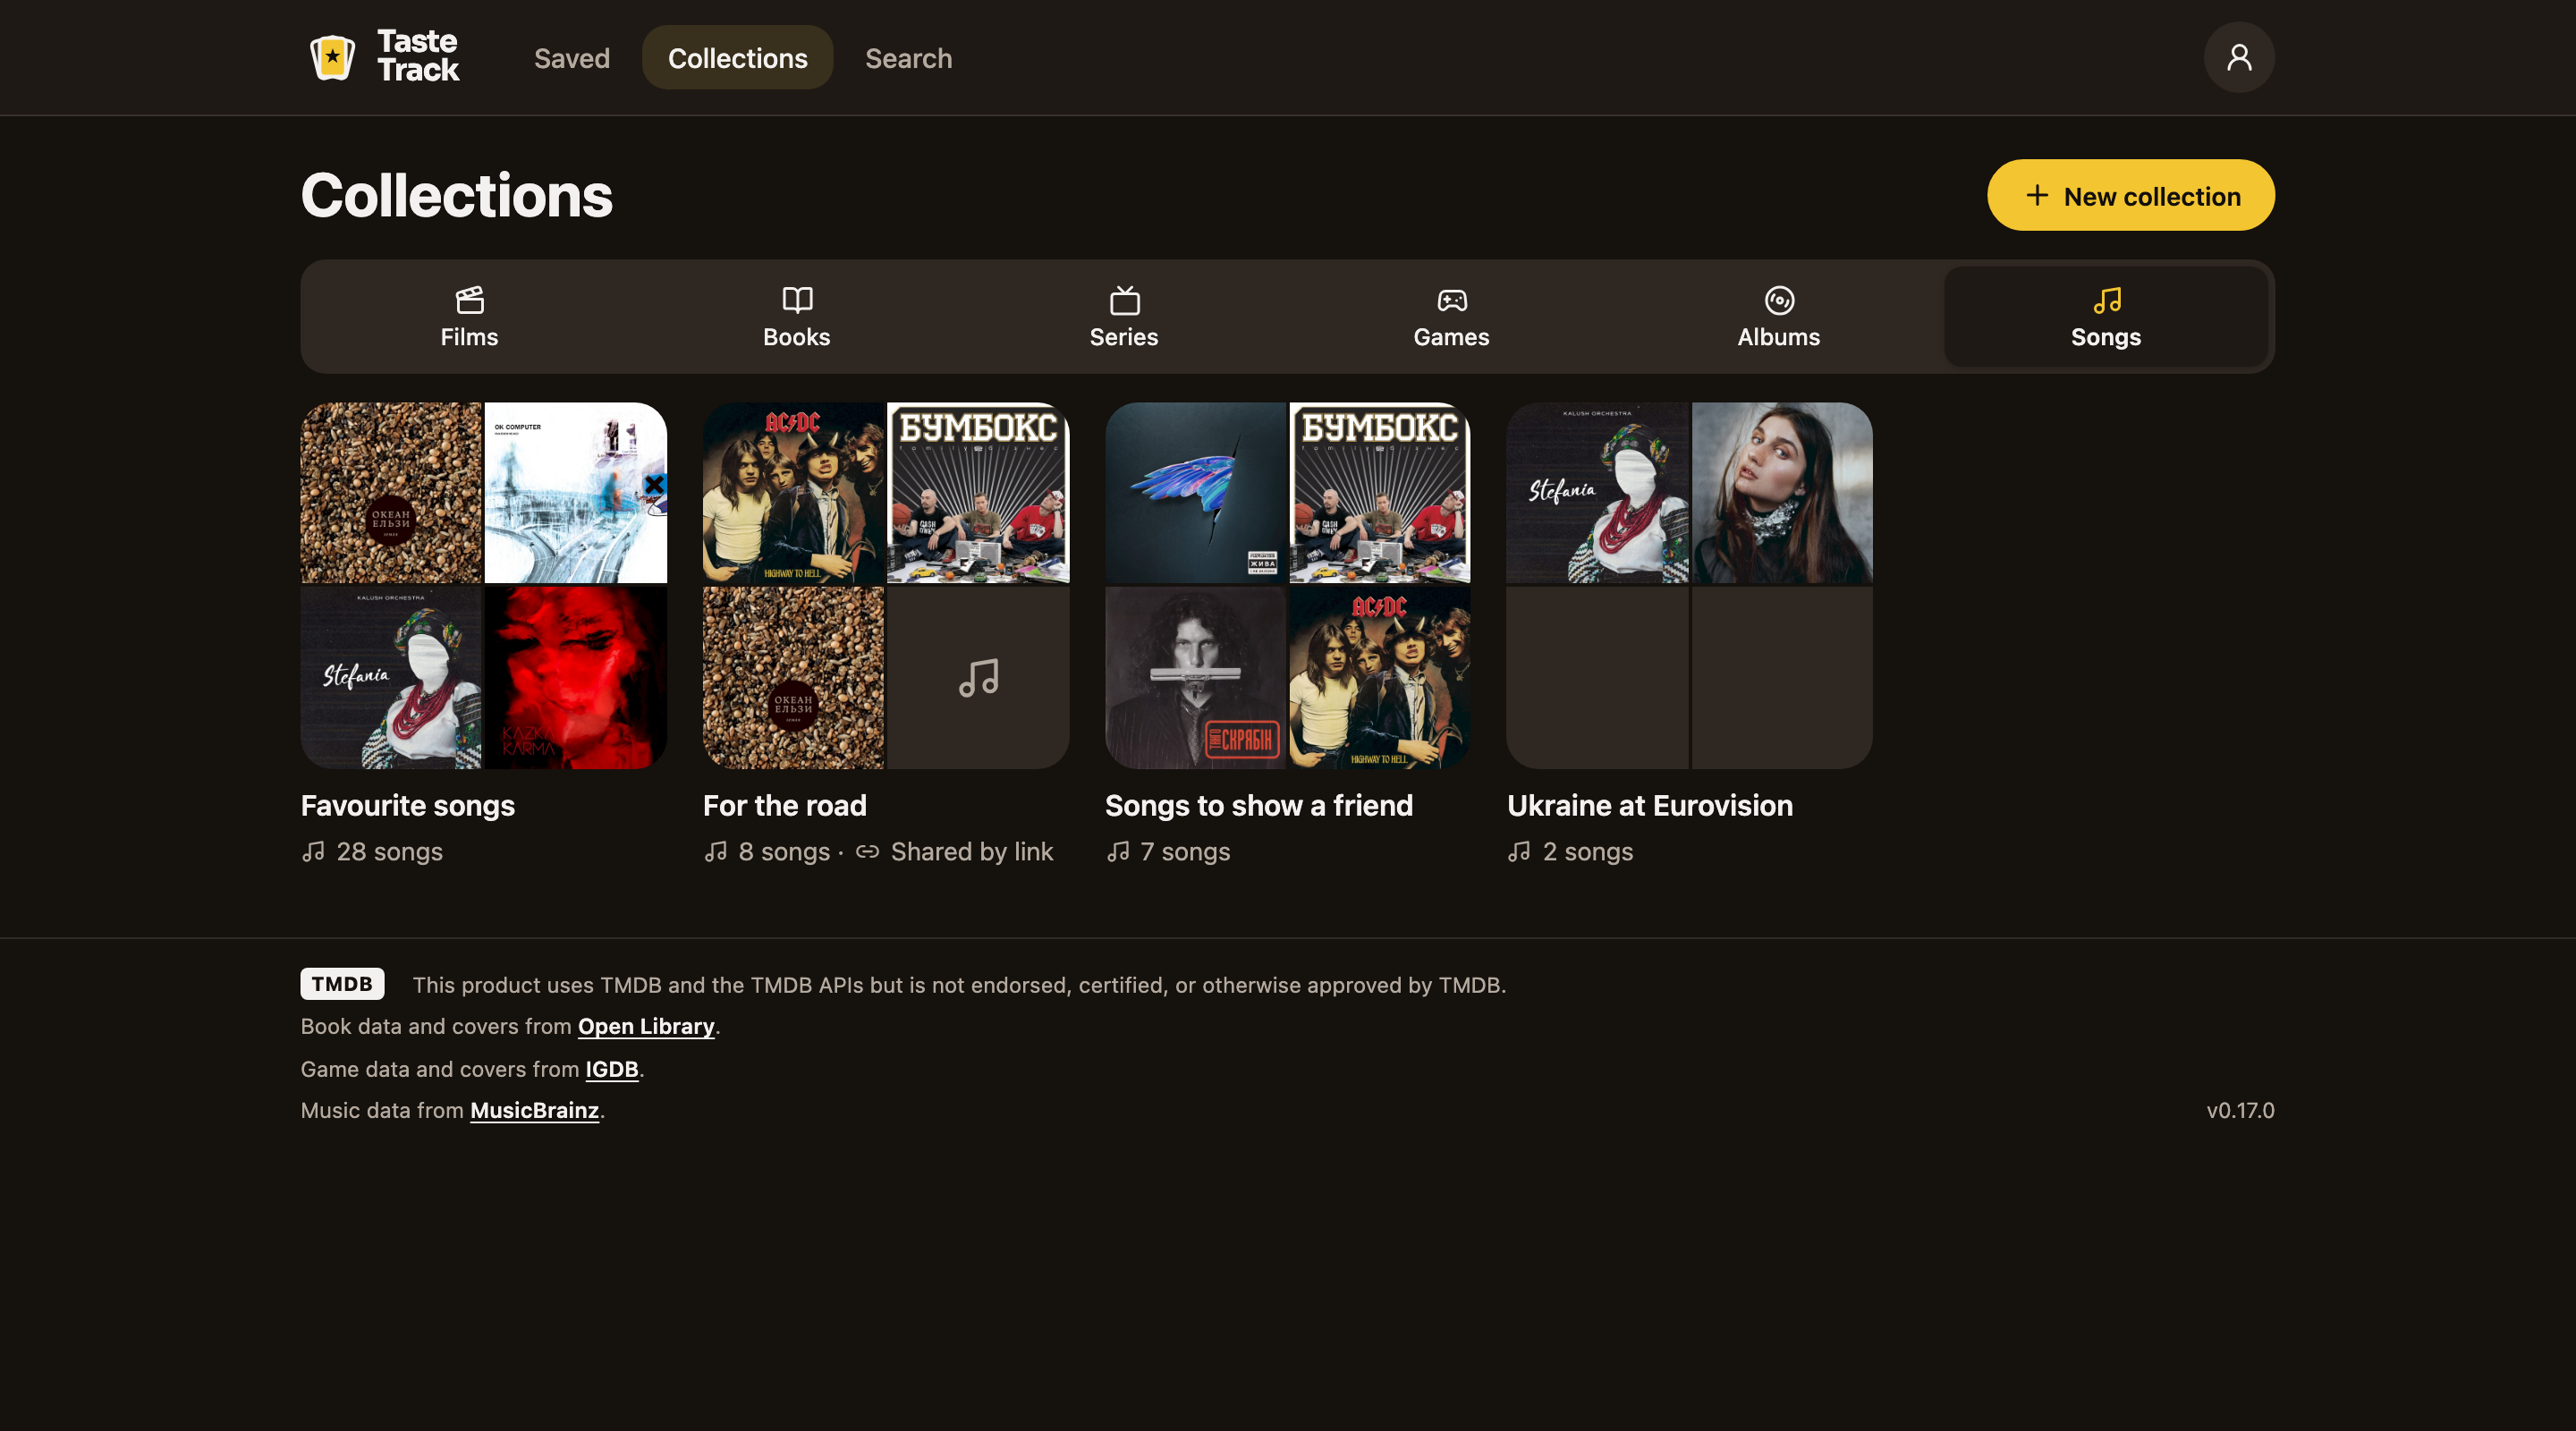 Taste
Track
Saved
Collections
Search
Collections
New collection
Films
Books
Series
Games
Albums
Songs
ОКЕАН
ЕЛЬЗИ
OK COMPUTER
KALUSH ORCHESTRA
Stefania
KAZKA
KARMA
AC/DC
HIGHWAY TO HELL
БУМБОКС
family бізнес
ОКЕАН
ЕЛЬЗИ
ЖИВА
БУМБОКС
family бізнес
СКРЯБІН
AC/DC
HIGHWAY TO HELL
KALUSH ORCHESTRA
Stefania
Favourite songs
28 songs
For the road
8 songs · Shared by link
Songs to show a friend
7 songs
Ukraine at Eurovision
2 songs
TMDB This product uses TMDB and the TMDB APIs but is not endorsed, certified, or otherwise approved by TMDB.
Book data and covers from Open Library.
Game data and covers from IGDB.
Music data from MusicBrainz.
v0.17.0